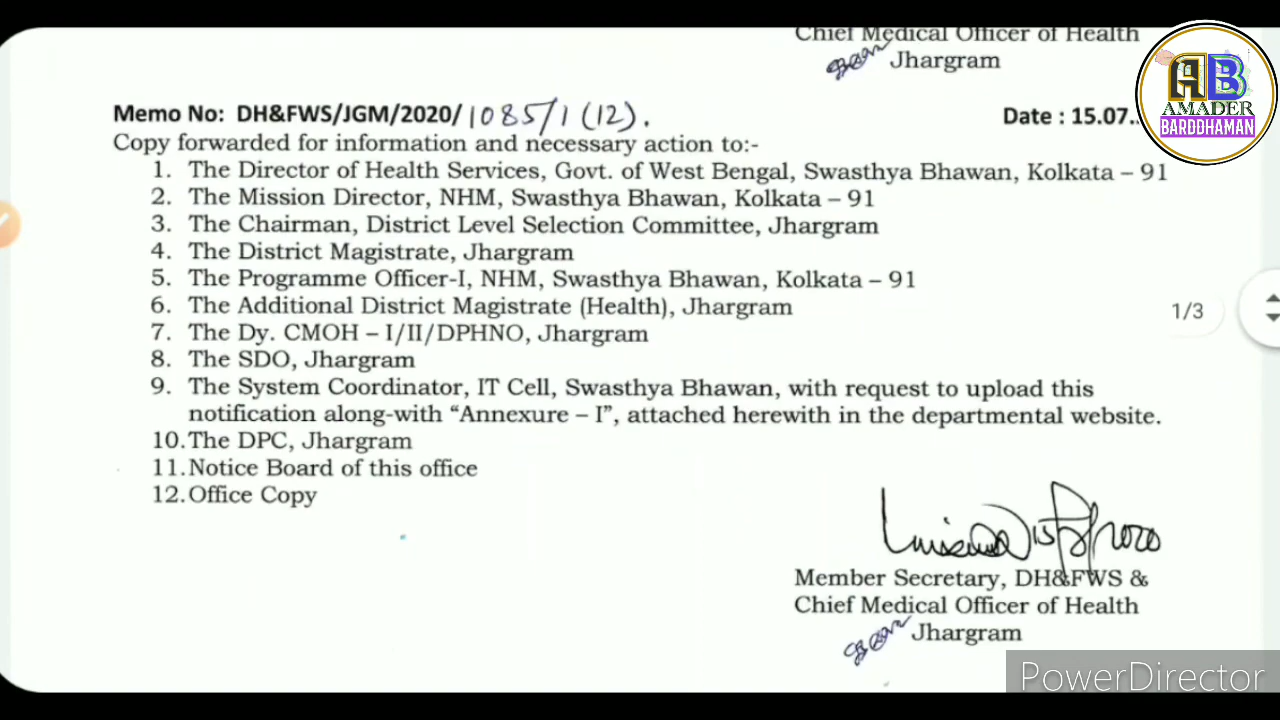 Chief Medical Officer of Health
Jhargram
AB
AMADER
BARDDHAMAN
Memo No: DH&FWS/JGM/2020/1085/1(12).
Date : 15.07.
Copy forwarded for information and necessary action to:-
1. The Director of Health Services, Govt. of West Bengal, Swasthya Bhawan, Kolkata – 91
2. The Mission Director, NHM, Swasthya Bhawan, Kolkata – 91
3. The Chairman, District Level Selection Committee, Jhargram
4. The District Magistrate, Jhargram
5. The Programme Officer-I, NHM, Swasthya Bhawan, Kolkata – 91
6. The Additional District Magistrate (Health), Jhargram
1/3
7. The Dy. CMOH – I/II/DPHNO, Jhargram
8. The SDO, Jhargram
9. The System Coordinator, IT Cell, Swasthya Bhawan, with request to upload this
notification along-with “Annexure – I”, attached herewith in the departmental website.
10. The DPC, Jhargram
11. Notice Board of this office
12. Office Copy
Member Secretary, DH&FWS &
Chief Medical Officer of Health
Jhargram
PowerDirector